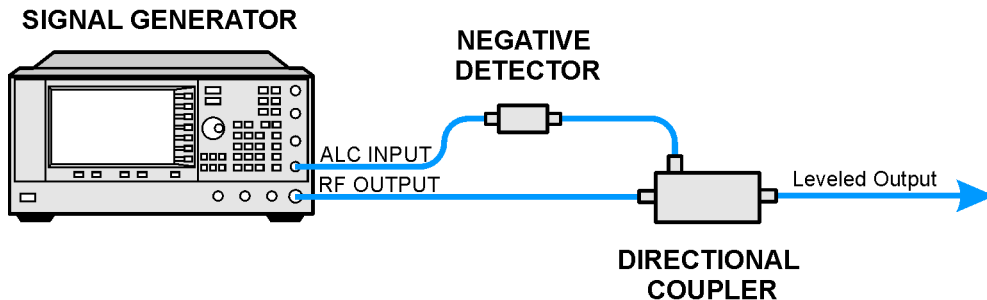 SIGNAL GENERATOR
NEGATIVE
DETECTOR
ALC INPUT
RF OUTPUT
Leveled Output
DIRECTIONAL
COUPLER